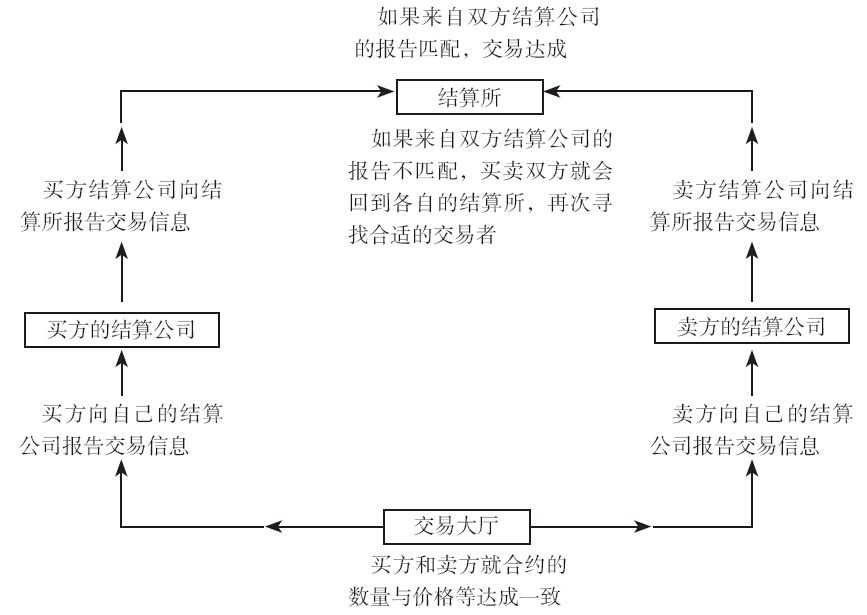 如果来自双方结算公司
的报告匹配，交易达成
结算所
如果来自双方结算公司的
报告不匹配，买卖双方就会
回到各自的结算所，再次寻
找合适的交易者
买方结算公司向结
算所报告交易信息
卖方结算公司向结
算所报告交易信息
买方的结算公司
卖方的结算公司
买方向自己的结算
公司报告交易信息
卖方向自己的结算
公司报告交易信息
交易大厅
买方和卖方就合约的
数量与价格等达成一致